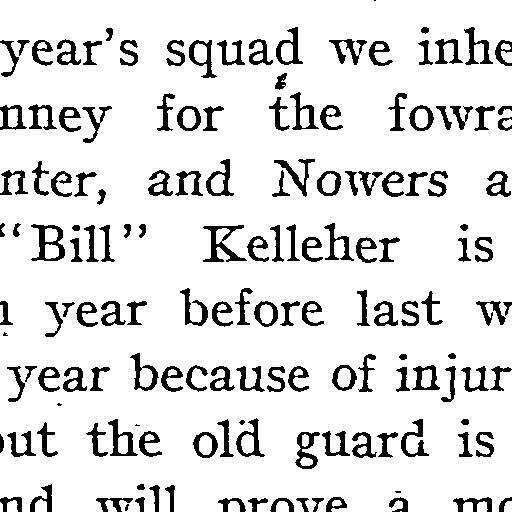 year's squad we inhe
nney for the fowra
nter, and Nowers a
"Bill" Kelleher is
year before last w
year because of injur
out the old guard is
nd will prove a mo